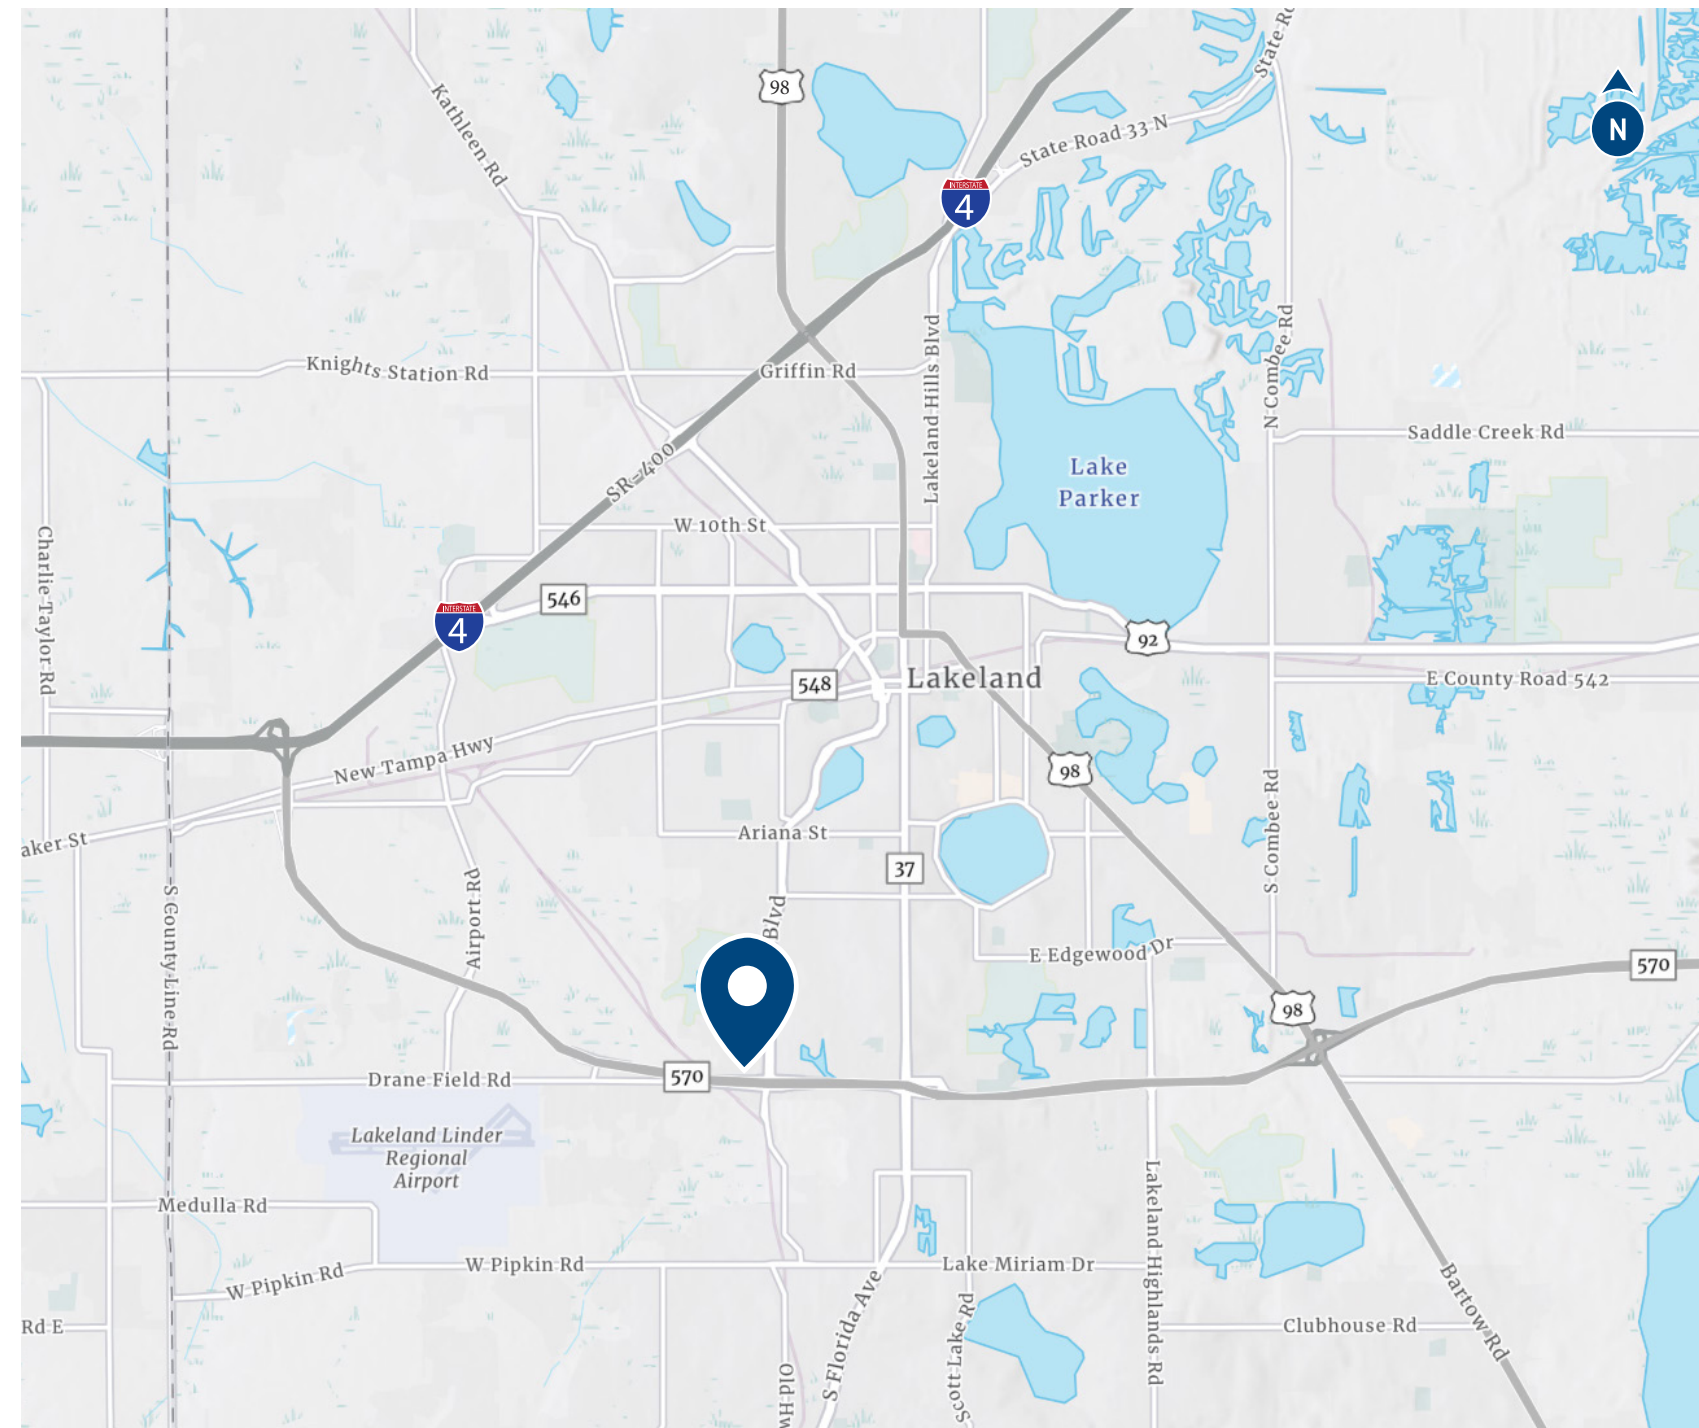 98
State Rd
Kathleen Rd
N
State Road 33 N
INTERSTATE
4
Lakeland Hills Blvd
N Combee Rd
Knights Station Rd
Griffin Rd
Saddle Creek Rd
SR-400
Lake
Parker
W 10th St
Charlie Taylor Rd
546
INTERSTATE
4
92
548
Lakeland
E County Road 542
New Tampa Hwy
98
S Combee Rd
Ariana St
aker St
37
Airport Rd
S County Line Rd
Blvd
E Edgewood Dr
570
98
570
Drane Field Rd
Lakeland Linder
Regional
Airport
Medulla Rd
Lakeland Highlands Rd
W Pipkin Rd
W Pipkin Rd
Lake Miriam Dr
S Florida Ave
Scott Lake Rd
Bartow Rd
Rd E
Clubhouse Rd
Old Hw